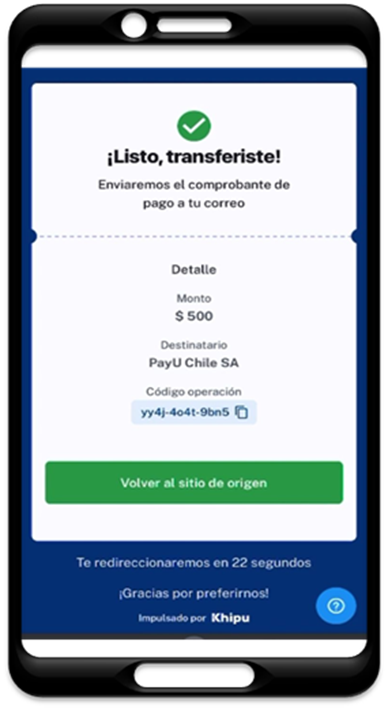 ¡Listo, transferiste!
Enviaremos el comprobante de
pago a tu correo
Detalle
Monto
$ 500
Destinatario
PayU Chile SA
Código operación
yy4j-4o4t-9bn5
Volver al sitio de origen
Te redireccionaremos en 22 segundos
¡Gracias por preferirnos!
Impulsado por Khipu